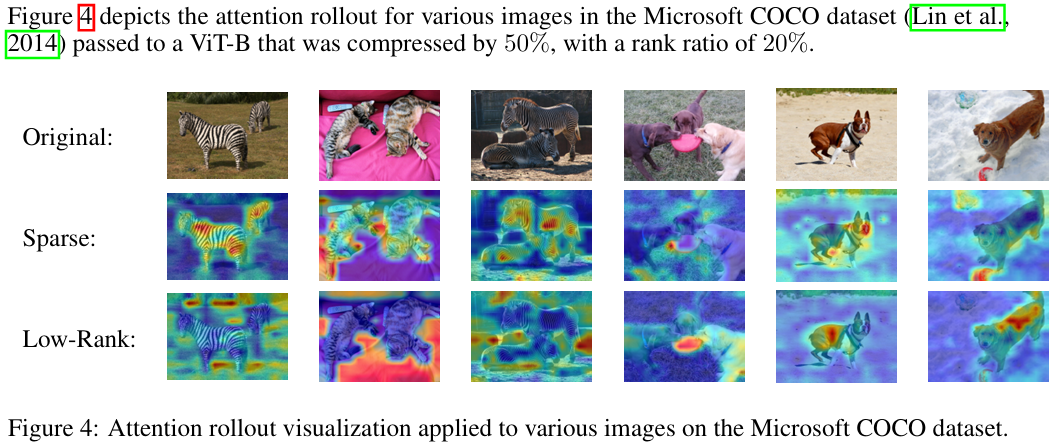 Figure 4 depicts the attention rollout for various images in the Microsoft COCO dataset (Lin et al.,
2014) passed to a ViT-B that was compressed by 50%, with a rank ratio of 20%.
Original:
Sparse:
Low-Rank:
Figure 4: Attention rollout visualization applied to various images on the Microsoft COCO dataset.